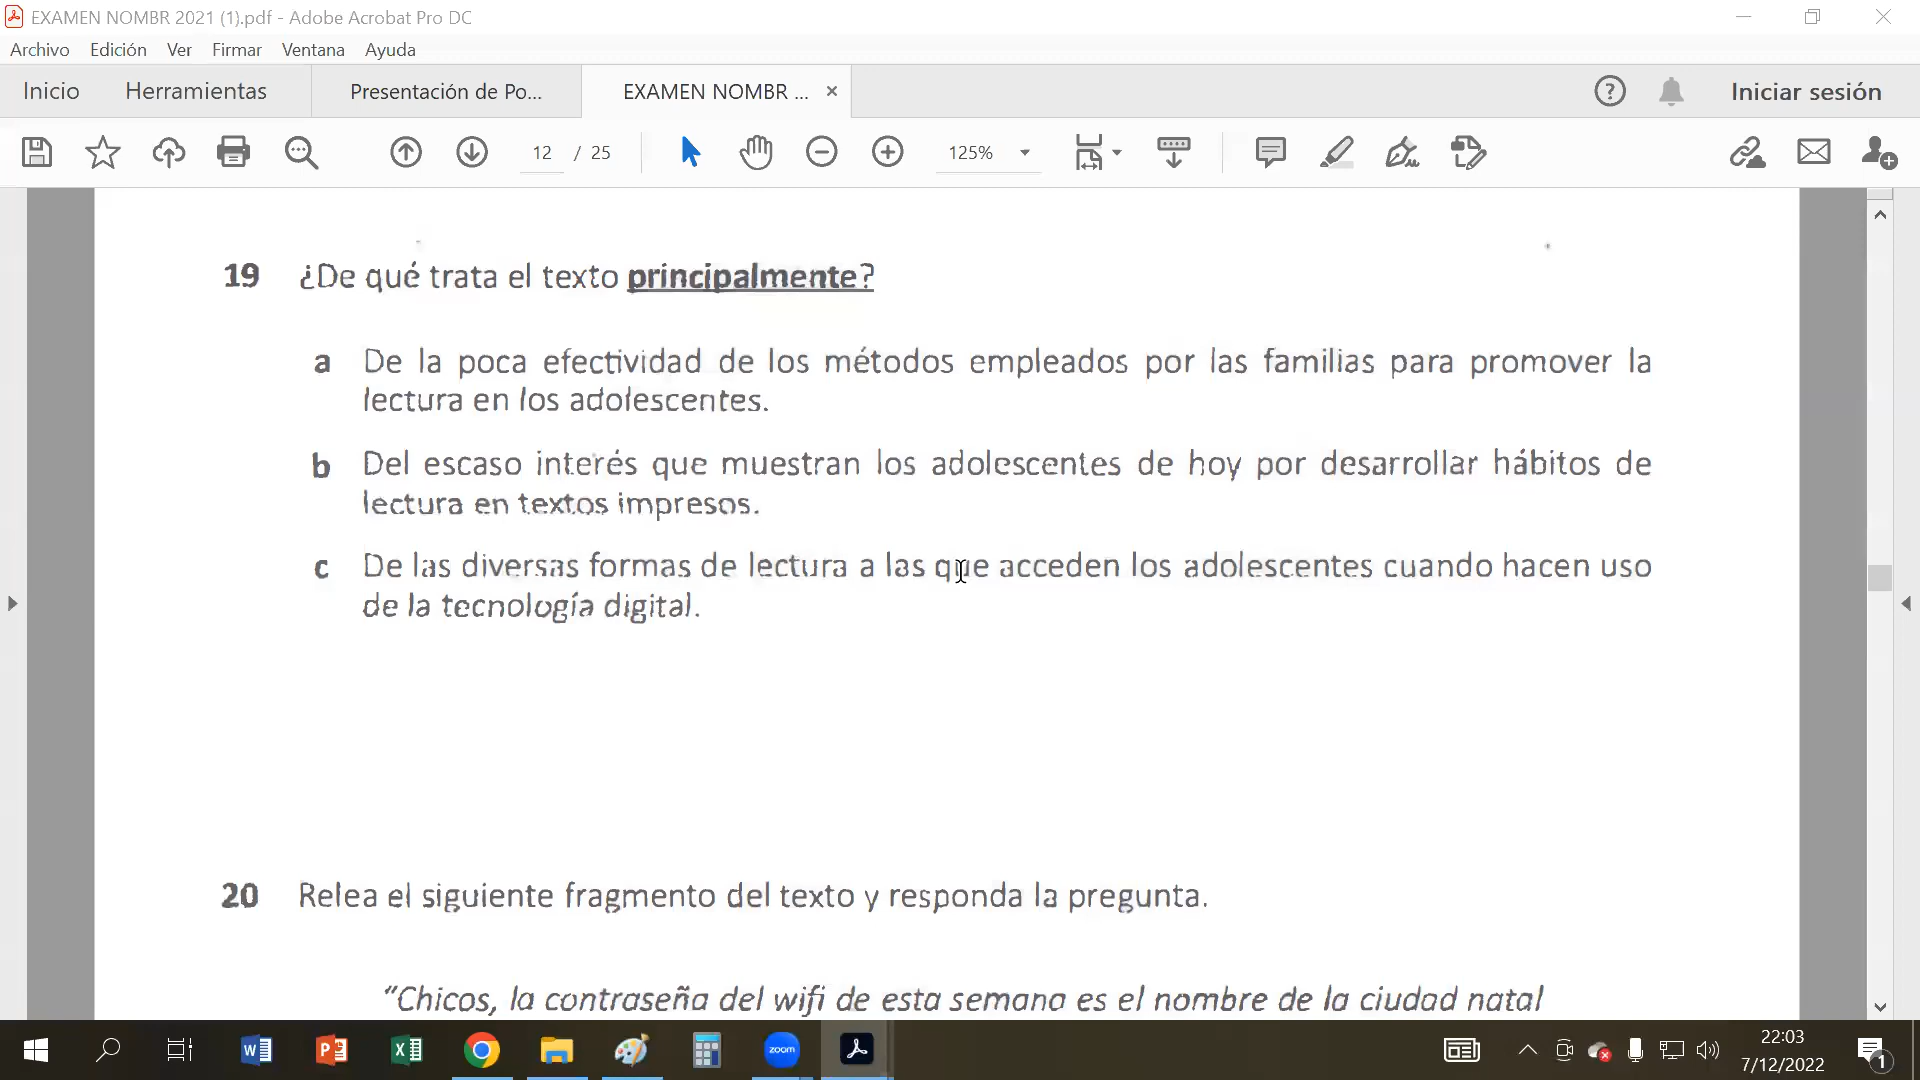 EXAMEN NOMBR 2021 (1).pdf - Adobe Acrobat Pro DC
Archivo Edición Ver Firmar Ventana Ayuda
Inicio Herramientas Presentación de Po... EXAMEN NOMBR ... × Iniciar sesión
12 / 25 125%
19 ¿De qué trata el texto principalmente?
a De la poca efectividad de los métodos empleados por las familias para promover la
lectura en los adolescentes.
b Del escaso interés que muestran los adolescentes de hoy por desarrollar hábitos de
lectura en textos impresos.
c De las diversas formas de lectura a las que acceden los adolescentes cuando hacen uso
de la tecnología digital.
20 Relea el siguiente fragmento del texto y responda la pregunta.
“Chicos, la contraseña del wifi de esta semana es el nombre de la ciudad natal
zoom
22:03
7/12/2022
1